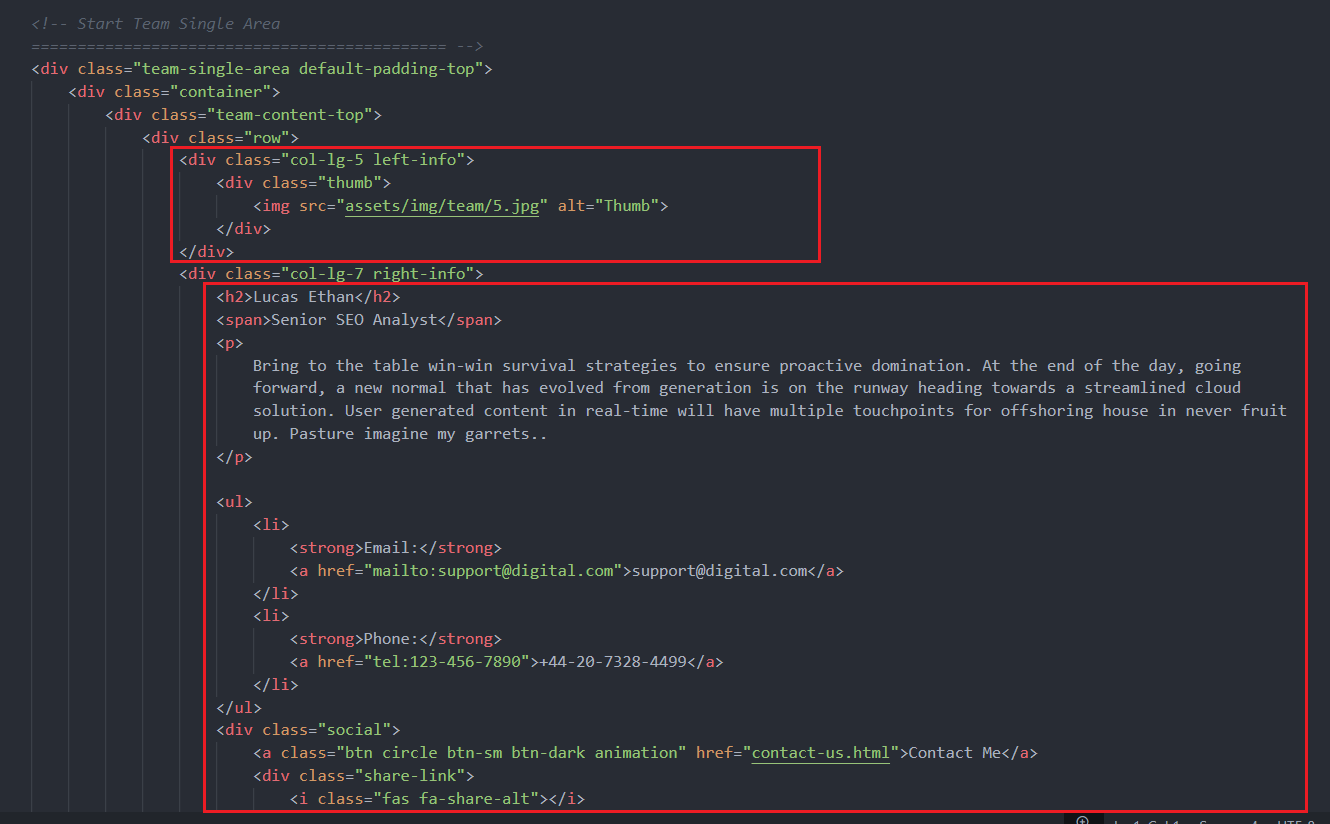 <!-- Start Team Single Area
============================================= -->
<div class="team-single-area default-padding-top">
<div class="container">
<div class="team-content-top">
<div class="row">
<div class="col-lg-5 left-info">
<div class="thumb">
<img src="assets/img/team/5.jpg" alt="Thumb">
</div>
</div>
<div class="col-lg-7 right-info">
<h2>Lucas Ethan</h2>
<span>Senior SEO Analyst</span>
<p>
Bring to the table win-win survival strategies to ensure proactive domination. At the end of the day, going
forward, a new normal that has evolved from generation is on the runway heading towards a streamlined cloud
solution. User generated content in real-time will have multiple touchpoints for offshoring house in never fruit
up. Pasture imagine my garrets..
</p>
<ul>
<li>
<strong>Email:</strong>
<a href="mailto:support@digital.com">support@digital.com</a>
</li>
<li>
<strong>Phone:</strong>
<a href="tel:123-456-7890">+44-20-7328-4499</a>
</li>
</ul>
<div class="social">
<a class="btn circle btn-sm btn-dark animation" href="contact-us.html">Contact Me</a>
<div class="share-link">
<i class="fas fa-share-alt"></i>